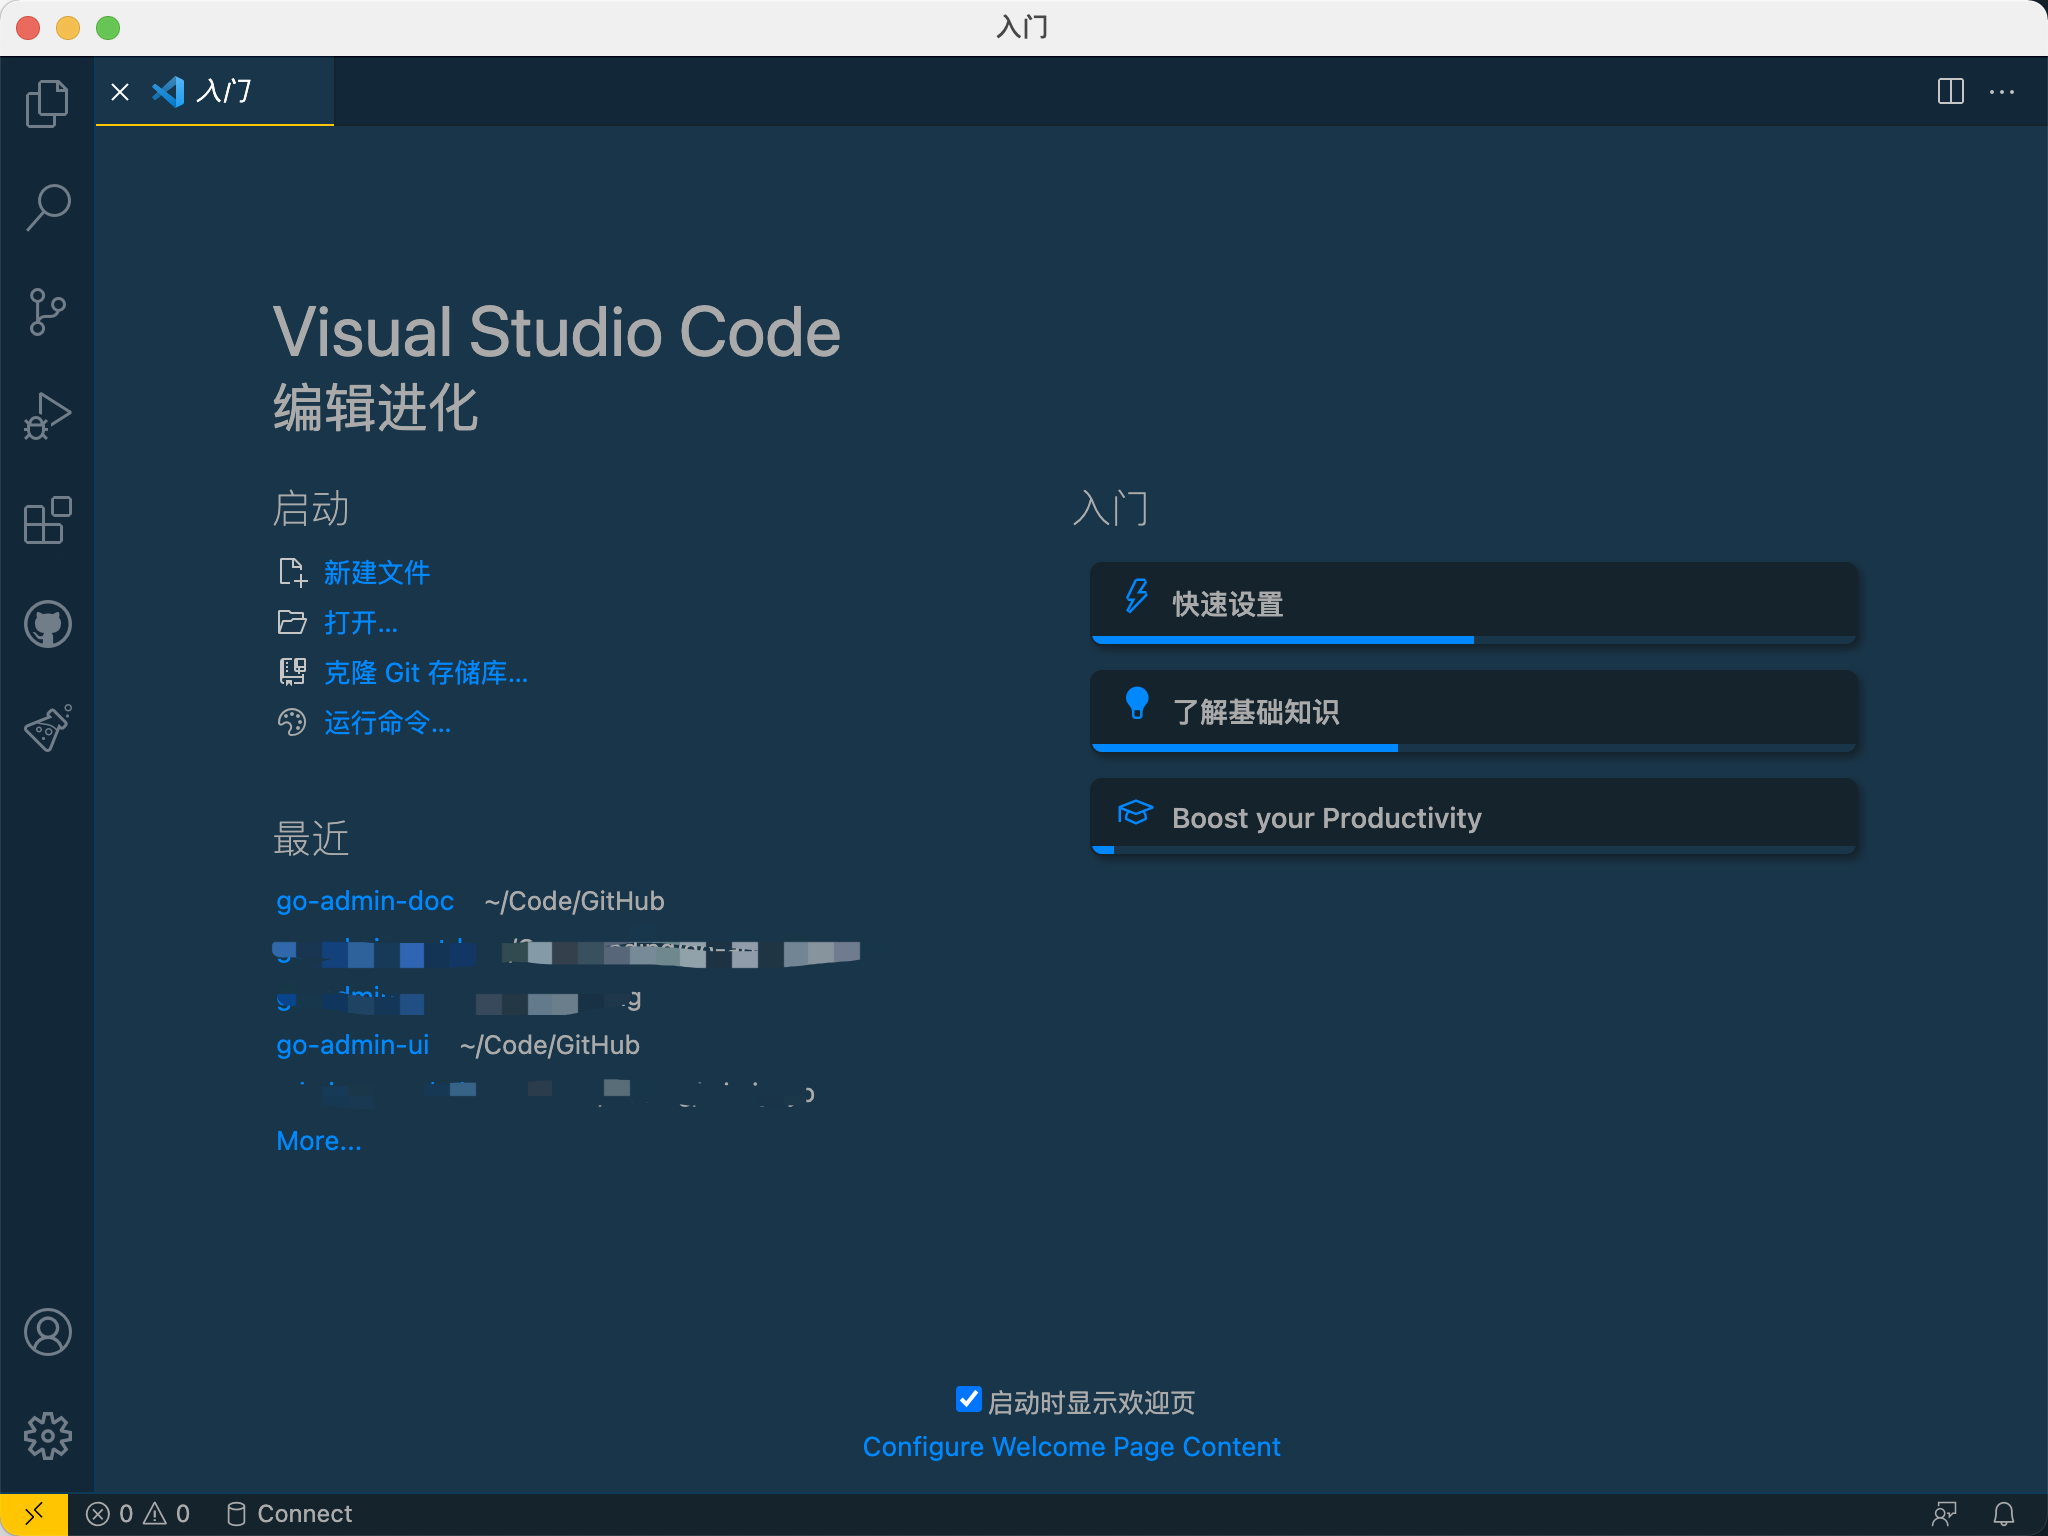 入门
入门
Visual Studio Code
编辑进化
启动
新建文件
打开...
克隆 Git 存储库...
运行命令...
最近
go-admin-doc ~/Code/GitHub
go-admin-ui ~/Code/GitHub
More...
入门
快速设置
了解基础知识
Boost your Productivity
启动时显示欢迎页
Configure Welcome Page Content
0 0 Connect